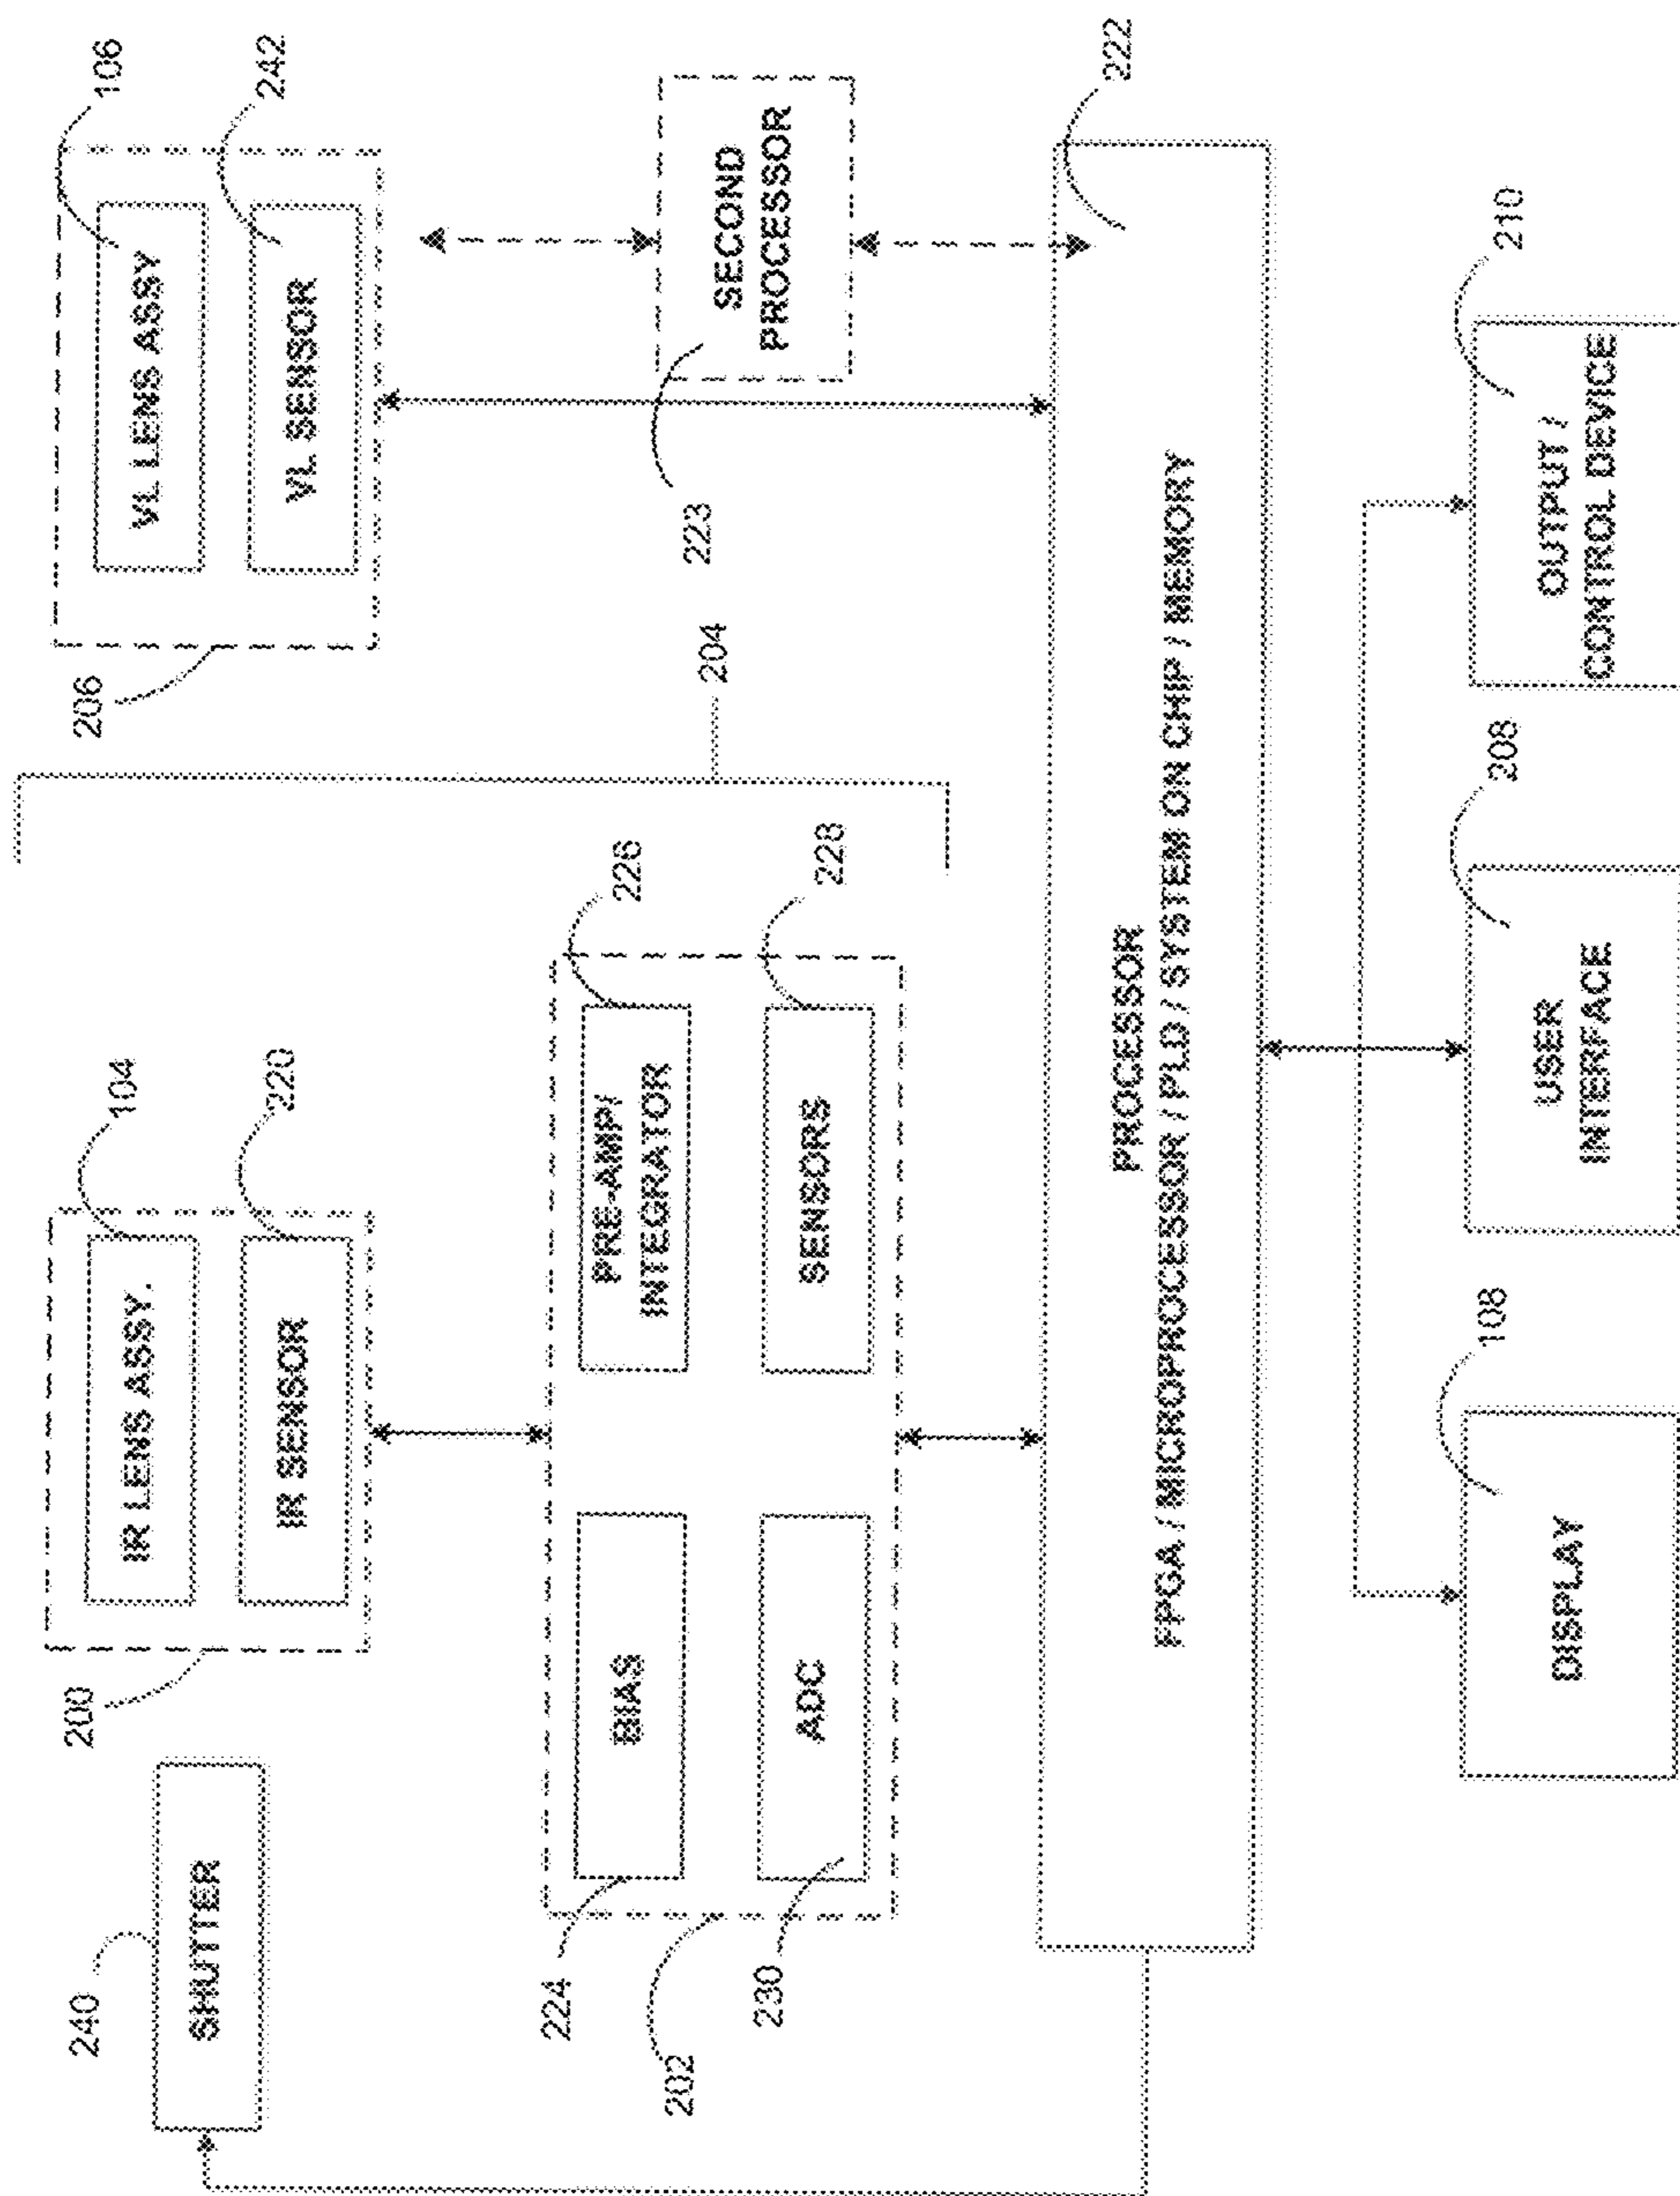 240
SHUTTER
200
IR LENS ASSY.
104
IR SENSOR
220
206
VL LENS ASSY
106
VL SENSOR
242
204
224
BIAS
PRE-AMP/
INTEGRATOR
226
230
ADC
SENSORS
228
202
223
SECOND
PROCESSOR
222
PROCESSOR
FPGA / MICROPROCESSOR / PLD / SYSTEM ON CHIP / MEMORY
DISPLAY
108
USER
INTERFACE
208
OUTPUT /
CONTROL DEVICE
210